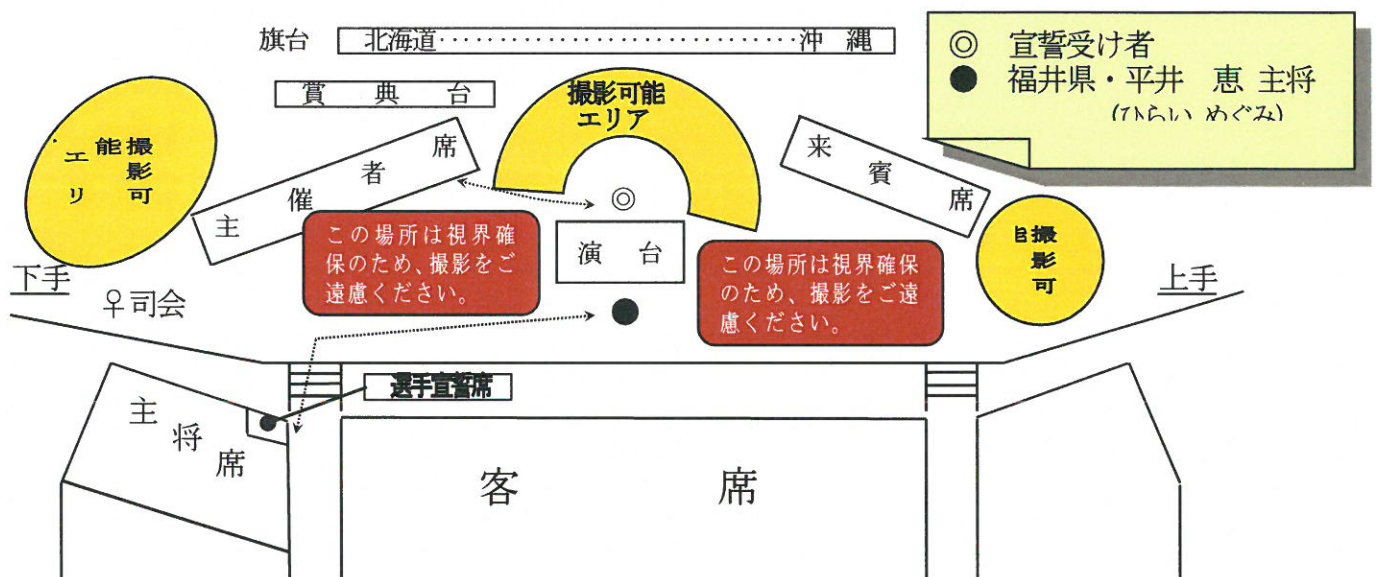 旗台
北海道‥‥‥‥‥‥‥‥‥‥‥‥‥‥沖 縄
◎ 宣誓受け者
● 福井県・平井 恵 主将
(ひらい めぐみ)
賞 典 台
撮影可能
エリア
撮影可
能
エリ
主 催 者 席
来 賓 席
◎
この場所は視界確
保のため、撮影をご
遠慮ください。
演 台
この場所は視界確保
のため、撮影をご遠
慮ください。
撮影可
下手
上手
♀司会
選手宣誓席
主 将 席
客 席